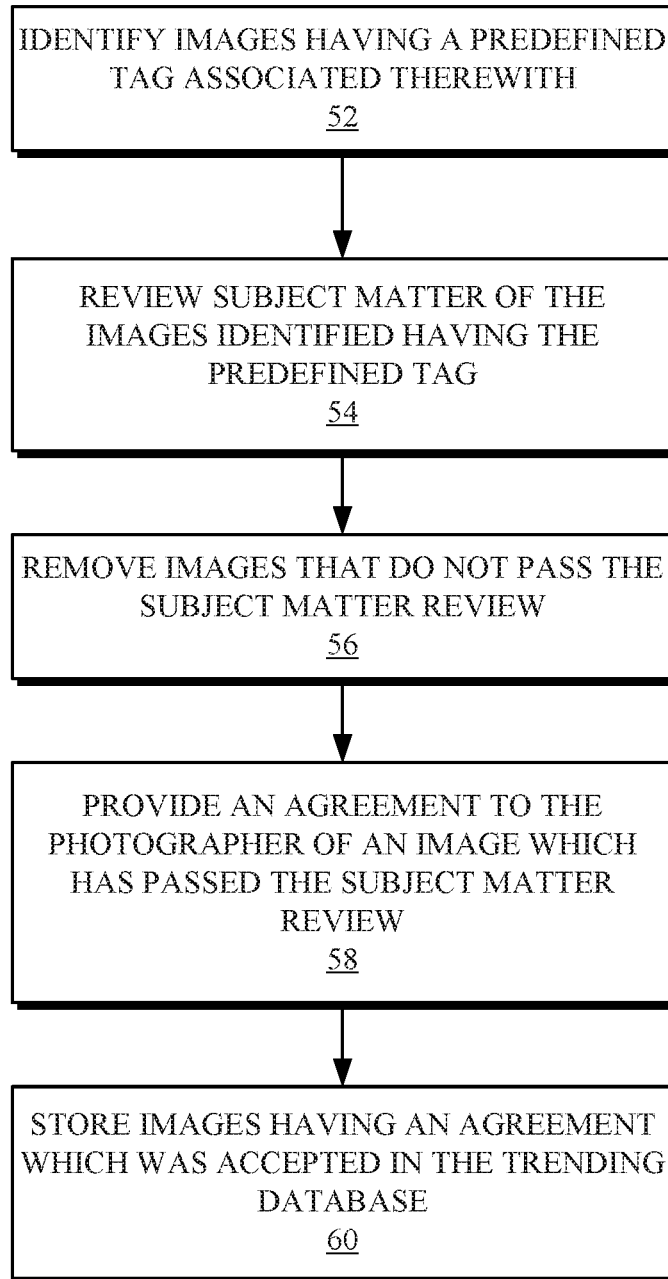 IDENTIFY IMAGES HAVING A PREDEFINED
TAG ASSOCIATED THEREWITH
52
REVIEW SUBJECT MATTER OF THE
IMAGES IDENTIFIED HAVING THE
PREDEFINED TAG
54
REMOVE IMAGES THAT DO NOT PASS THE
SUBJECT MATTER REVIEW
56
PROVIDE AN AGREEMENT TO THE
PHOTOGRAPHER OF AN IMAGE WHICH
HAS PASSED THE SUBJECT MATTER
REVIEW
58
STORE IMAGES HAVING AN AGREEMENT
WHICH WAS ACCEPTED IN THE TRENDING
DATABASE
60